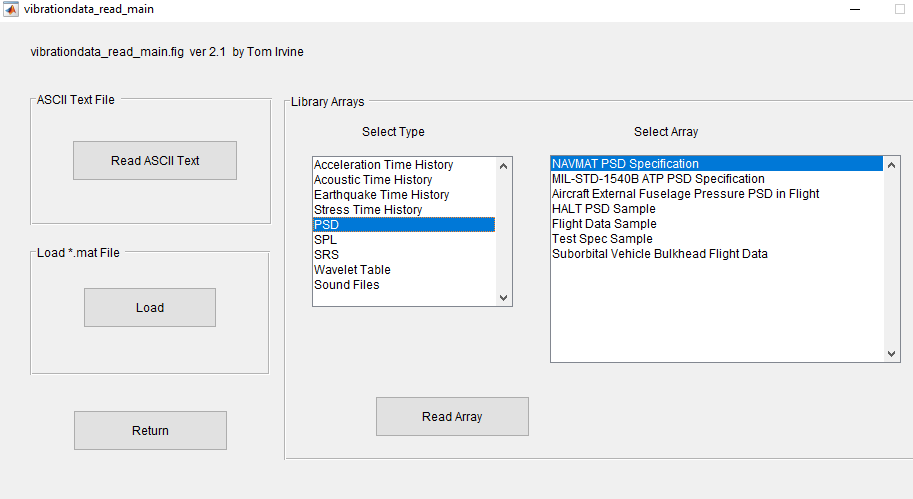 vibrationdata_read_main
vibrationdata_read_main.fig ver 2.1 by Tom Irvine
ASCII Text File
Read ASCII Text
Load *.mat File
Load
Return
Library Arrays
Select Type
Acceleration Time History
Acoustic Time History
Earthquake Time History
Stress Time History
PSD
SPL
SRS
Wavelet Table
Sound Files
Select Array
NAVMAT PSD Specification
MIL-STD-1540B ATP PSD Specification
Aircraft External Fuselage Pressure PSD in Flight
HALT PSD Sample
Flight Data Sample
Test Spec Sample
Suborbital Vehicle Bulkhead Flight Data
Read Array